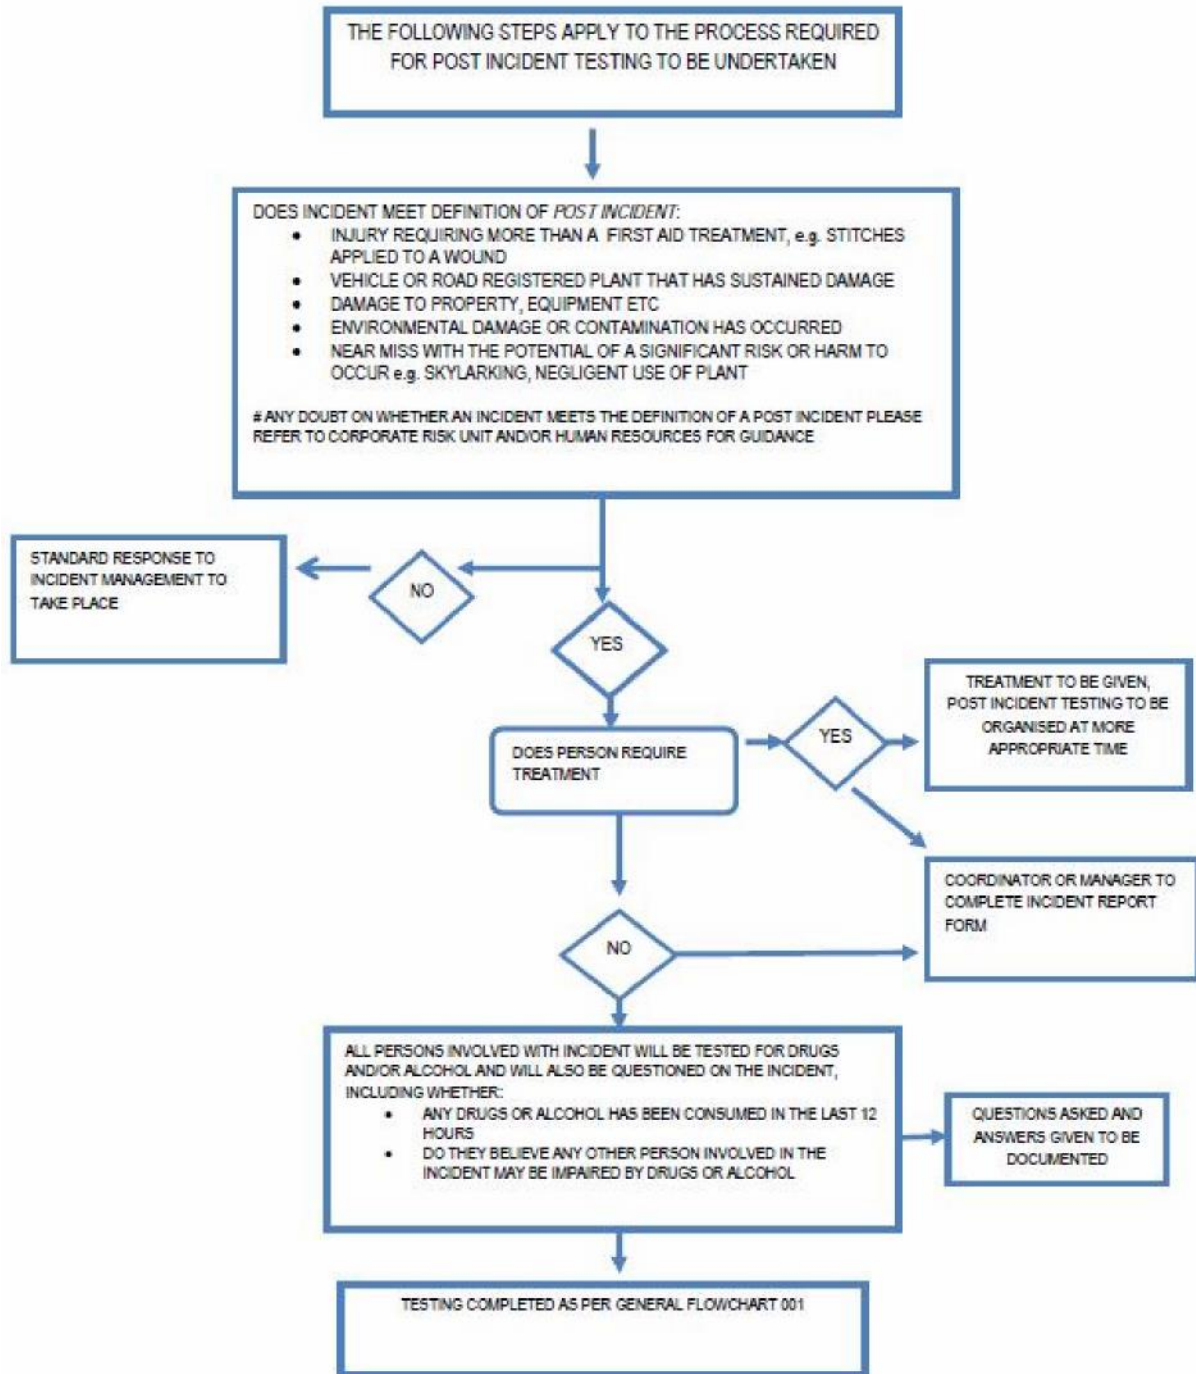 THE FOLLOWING STEPS APPLY TO THE PROCESS REQUIRED
FOR POST INCIDENT TESTING TO BE UNDERTAKEN
DOES INCIDENT MEET DEFINITION OF POST INCIDENT:
• INJURY REQUIRING MORE THAN A FIRST AID TREATMENT, e.g. STITCHES
APPLIED TO A WOUND
• VEHICLE OR ROAD REGISTERED PLANT THAT HAS SUSTAINED DAMAGE
• DAMAGE TO PROPERTY, EQUIPMENT ETC
• ENVIRONMENTAL DAMAGE OR CONTAMINATION HAS OCCURRED
• NEAR MISS WITH THE POTENTIAL OF A SIGNIFICANT RISK OR HARM TO
OCCUR e.g. SKYLARKING, NEGLIGENT USE OF PLANT
# ANY DOUBT ON WHETHER AN INCIDENT MEETS THE DEFINITION OF A POST INCIDENT PLEASE
REFER TO CORPORATE RISK UNIT AND/OR HUMAN RESOURCES FOR GUIDANCE
STANDARD RESPONSE TO
INCIDENT MANAGEMENT TO
TAKE PLACE
NO
YES
DOES PERSON REQUIRE
TREATMENT
YES
TREATMENT TO BE GIVEN,
POST INCIDENT TESTING TO BE
ORGANISED AT MORE
APPROPRIATE TIME
COORDINATOR OR MANAGER TO
COMPLETE INCIDENT REPORT
FORM
NO
ALL PERSONS INVOLVED WITH INCIDENT WILL BE TESTED FOR DRUGS
AND/OR ALCOHOL AND WILL ALSO BE QUESTIONED ON THE INCIDENT,
INCLUDING WHETHER:
• ANY DRUGS OR ALCOHOL HAS BEEN CONSUMED IN THE LAST 12
HOURS
• DO THEY BELIEVE ANY OTHER PERSON INVOLVED IN THE
INCIDENT MAY BE IMPAIRED BY DRUGS OR ALCOHOL
QUESTIONS ASKED AND
ANSWERS GIVEN TO BE
DOCUMENTED
TESTING COMPLETED AS PER GENERAL FLOWCHART 001